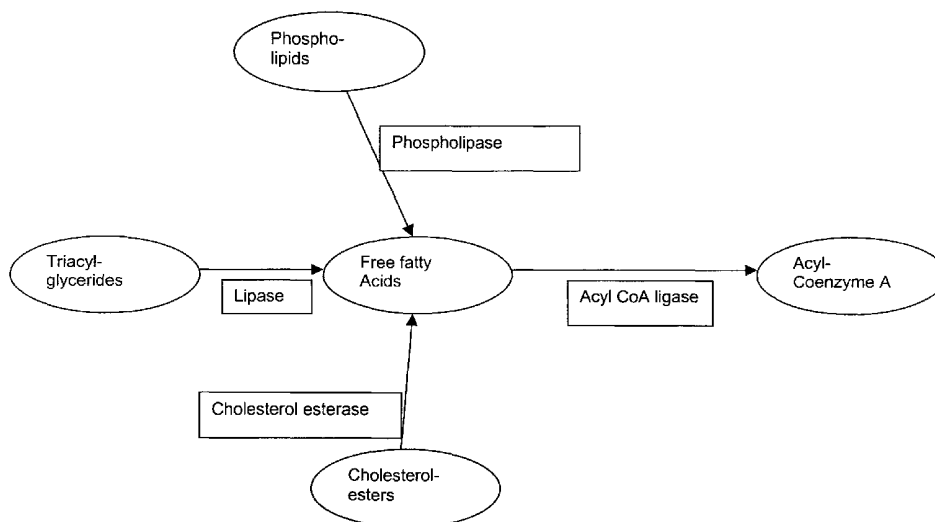 Phospho-
lipids
Phospholipase
Triacyl-
glycerides
Lipase
Free fatty
Acids
Acyl CoA ligase
Acyl-
Coenzyme A
Cholesterol esterase
Cholesterol-
esters